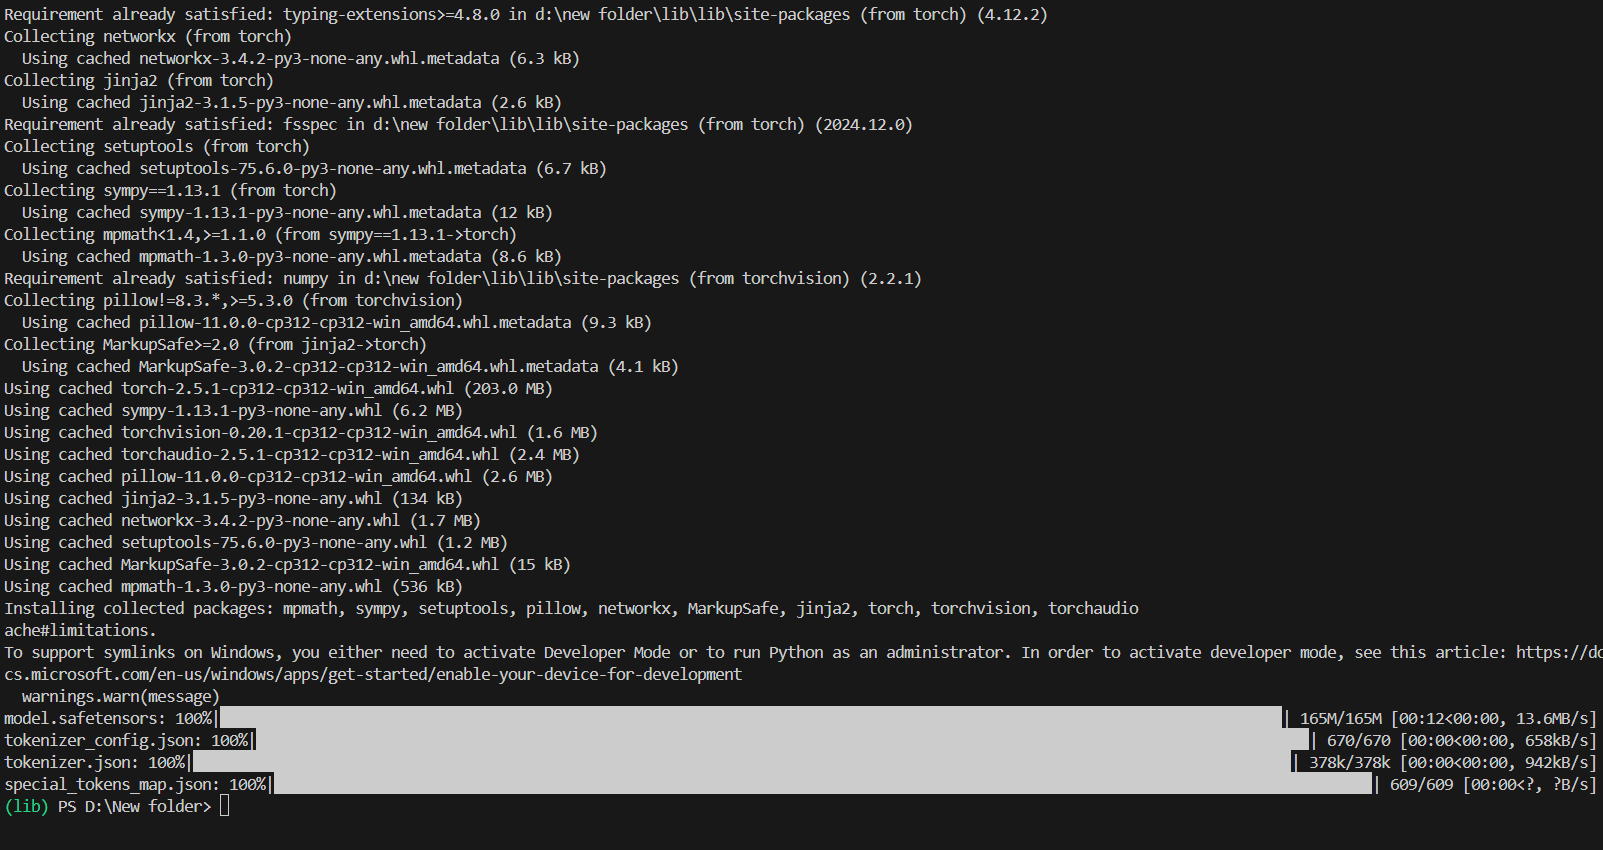 Requirement already satisfied: typing-extensions>=4.8.0 in d:\new folder\lib\lib\site-packages (from torch) (4.12.2)
Collecting networkx (from torch)
  Using cached networkx-3.4.2-py3-none-any.whl.metadata (6.3 kB)
Collecting jinja2 (from torch)
  Using cached jinja2-3.1.5-py3-none-any.whl.metadata (2.6 kB)
Requirement already satisfied: fsspec in d:\new folder\lib\lib\site-packages (from torch) (2024.12.0)
Collecting setuptools (from torch)
  Using cached setuptools-75.6.0-py3-none-any.whl.metadata (6.7 kB)
Collecting sympy==1.13.1 (from torch)
  Using cached sympy-1.13.1-py3-none-any.whl.metadata (12 kB)
Collecting mpmath<1.4,>=1.1.0 (from sympy==1.13.1->torch)
  Using cached mpmath-1.3.0-py3-none-any.whl.metadata (8.6 kB)
Requirement already satisfied: numpy in d:\new folder\lib\lib\site-packages (from torchvision) (2.2.1)
Collecting pillow!=8.3.*,>=5.3.0 (from torchvision)
  Using cached pillow-11.0.0-cp312-cp312-win_amd64.whl.metadata (9.3 kB)
Collecting MarkupSafe>=2.0 (from jinja2->torch)
  Using cached MarkupSafe-3.0.2-cp312-cp312-win_amd64.whl.metadata (4.1 kB)
Using cached torch-2.5.1-cp312-cp312-win_amd64.whl (203.0 MB)
Using cached sympy-1.13.1-py3-none-any.whl (6.2 MB)
Using cached torchvision-0.20.1-cp312-cp312-win_amd64.whl (1.6 MB)
Using cached torchaudio-2.5.1-cp312-cp312-win_amd64.whl (2.4 MB)
Using cached pillow-11.0.0-cp312-cp312-win_amd64.whl (2.6 MB)
Using cached jinja2-3.1.5-py3-none-any.whl (134 kB)
Using cached networkx-3.4.2-py3-none-any.whl (1.7 MB)
Using cached setuptools-75.6.0-py3-none-any.whl (1.2 MB)
Using cached MarkupSafe-3.0.2-cp312-cp312-win_amd64.whl (15 kB)
Using cached mpmath-1.3.0-py3-none-any.whl (536 kB)
Installing collected packages: mpmath, sympy, setuptools, pillow, networkx, MarkupSafe, jinja2, torch, torchvision, torchaudio
ache#limitations.
To support symlinks on Windows, you either need to activate Developer Mode or to run Python as an administrator. In order to activate developer mode, see this article: https://do
cs.microsoft.com/en-us/windows/apps/get-started/enable-your-device-for-development
  warnings.warn(message)
model.safetensors: 100%| | 165M/165M [00:12<00:00, 13.6MB/s]
tokenizer_config.json: 100%| | 670/670 [00:00<00:00, 658kB/s]
tokenizer.json: 100%| | 378k/378k [00:00<00:00, 942kB/s]
special_tokens_map.json: 100%| | 609/609 [00:00<?, ?B/s]
(lib) PS D:\New folder>